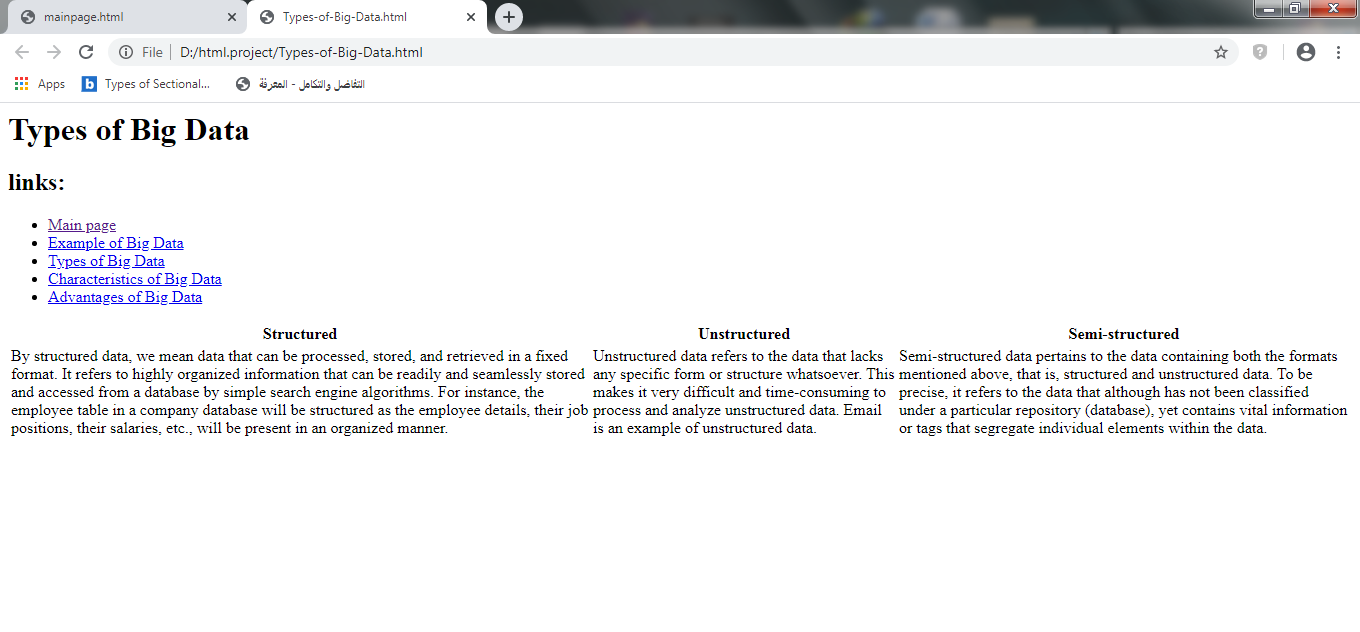 mainpage.html
Types-of-Big-Data.html
File
D:/html.project/Types-of-Big-Data.html
Apps
Types of Sectional...
التفاضل والتكامل - المعرفة
Types of Big Data
links:
Main page
Example of Big Data
Types of Big Data
Characteristics of Big Data
Advantages of Big Data
Structured
By structured data, we mean data that can be processed, stored, and retrieved in a fixed
format. It refers to highly organized information that can be readily and seamlessly stored
and accessed from a database by simple search engine algorithms. For instance, the
employee table in a company database will be structured as the employee details, their job
positions, their salaries, etc., will be present in an organized manner.
Unstructured
Unstructured data refers to the data that lacks
any specific form or structure whatsoever. This
makes it very difficult and time-consuming to
process and analyze unstructured data. Email
is an example of unstructured data.
Semi-structured
Semi-structured data pertains to the data containing both the formats
mentioned above, that is, structured and unstructured data. To be
precise, it refers to the data that although has not been classified
under a particular repository (database), yet contains vital information
or tags that segregate individual elements within the data.